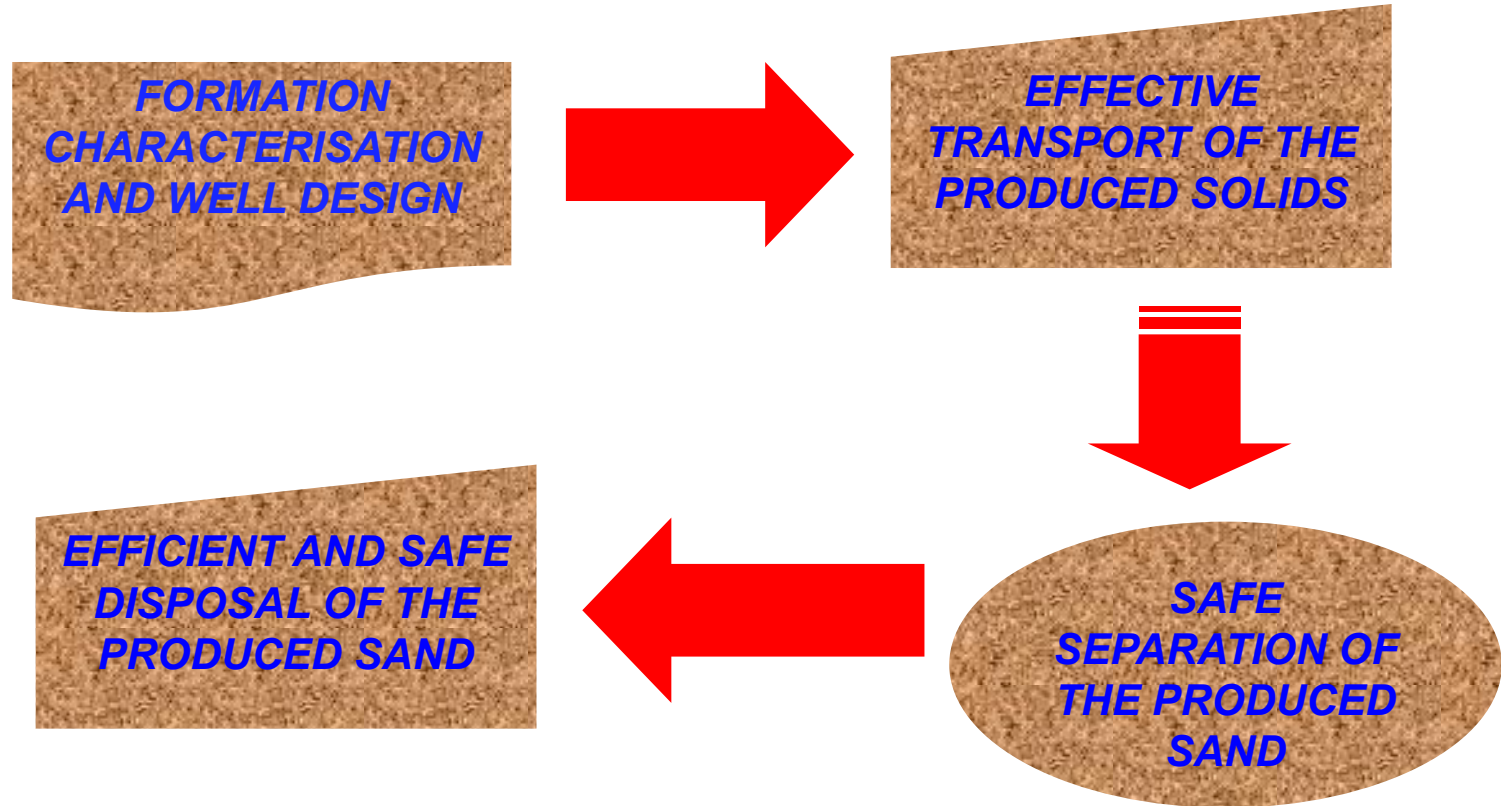 FORMATION
CHARACTERISATION
AND WELL DESIGN
EFFECTIVE
TRANSPORT OF THE
PRODUCED SOLIDS
SAFE
SEPARATION OF
THE PRODUCED
SAND
EFFICIENT AND SAFE
DISPOSAL OF THE
PRODUCED SAND